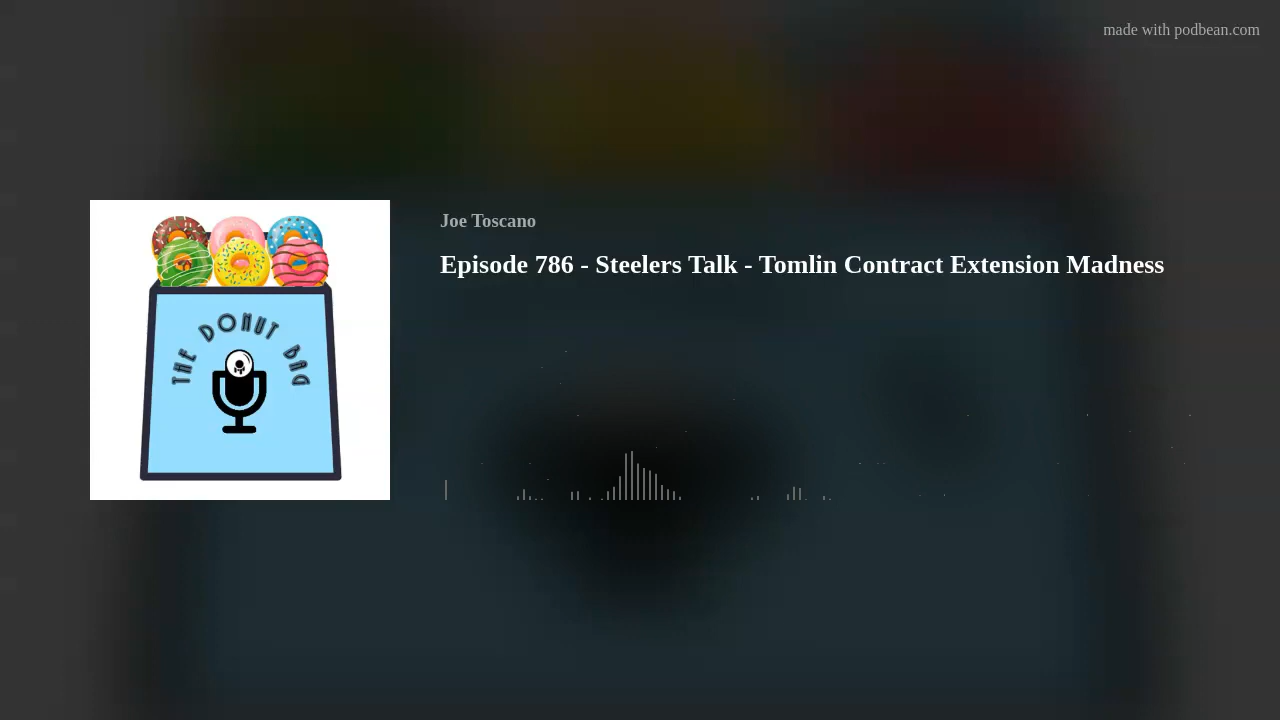 made with podbean.com
Joe Toscano
Episode 786 - Steelers Talk - Tomlin Contract Extension Madness
THE DONUT BAG